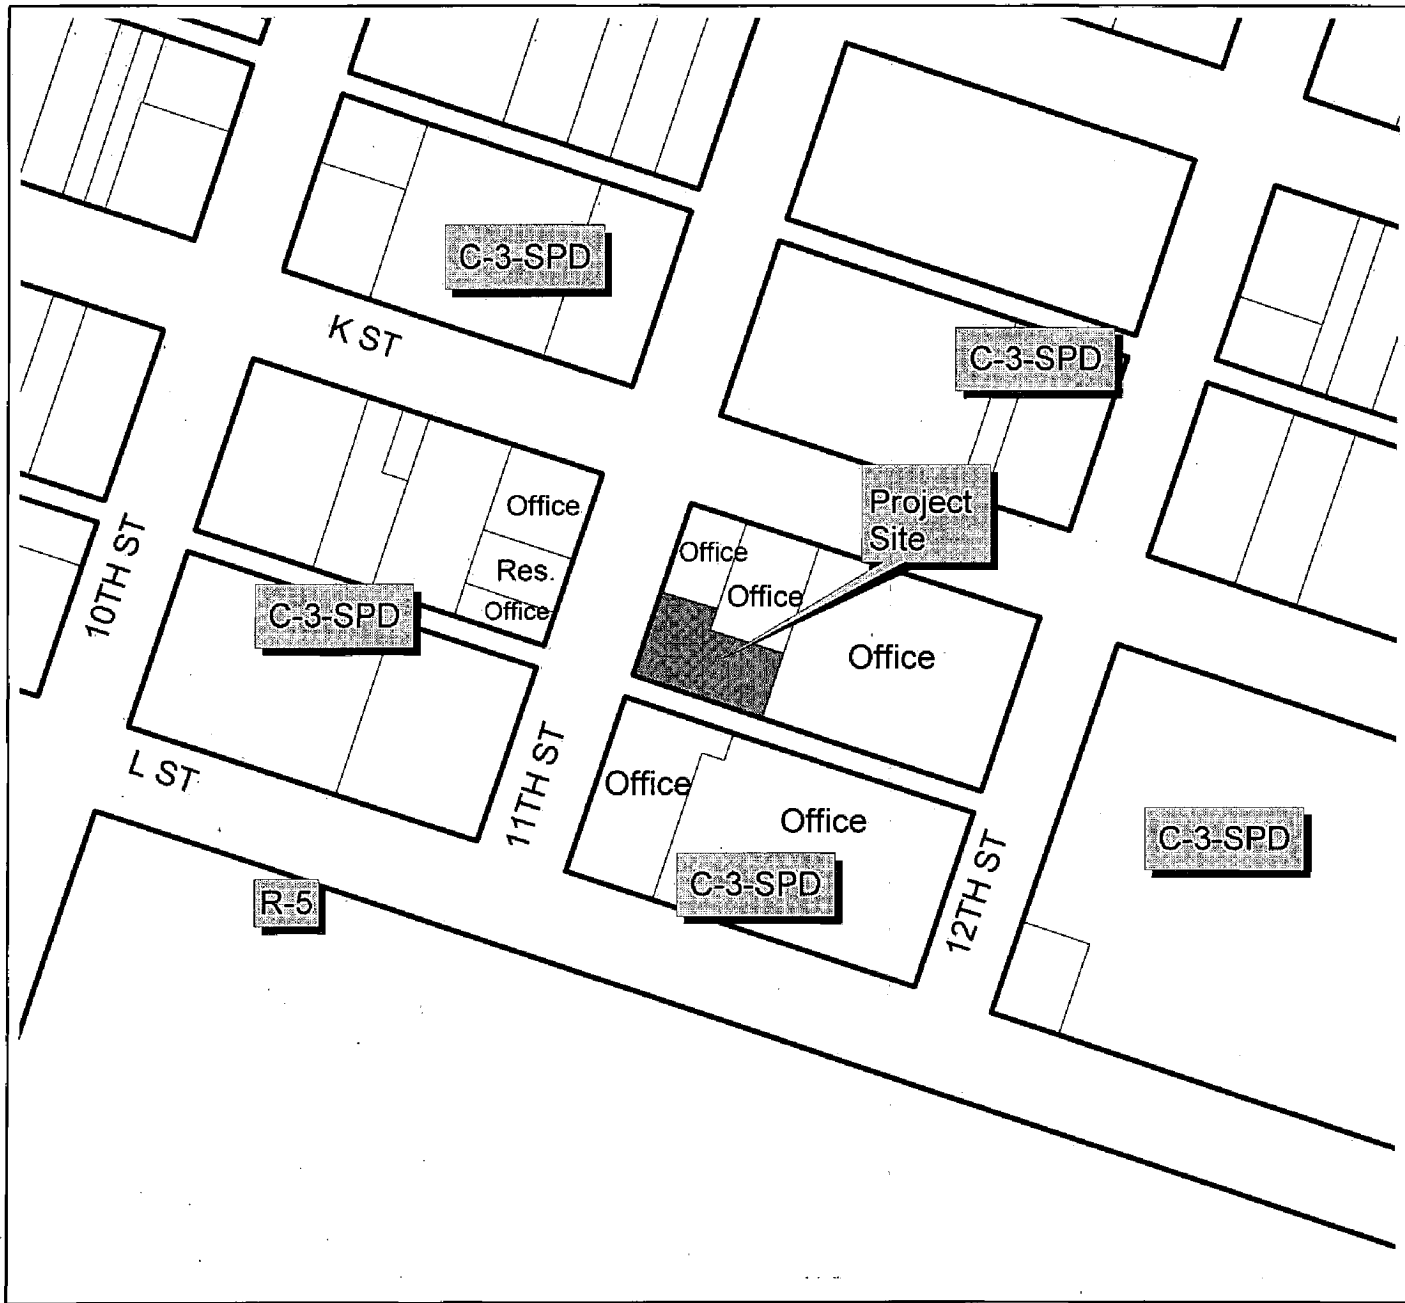 C-3-SPD
K ST
C-3-SPD
Project
Site
Office
Office
Res.
Office
Office
Office
10TH ST
C-3-SPD
Office
L ST
11TH ST
Office
Office
C-3-SPD
C-3-SPD
12TH ST
R-5